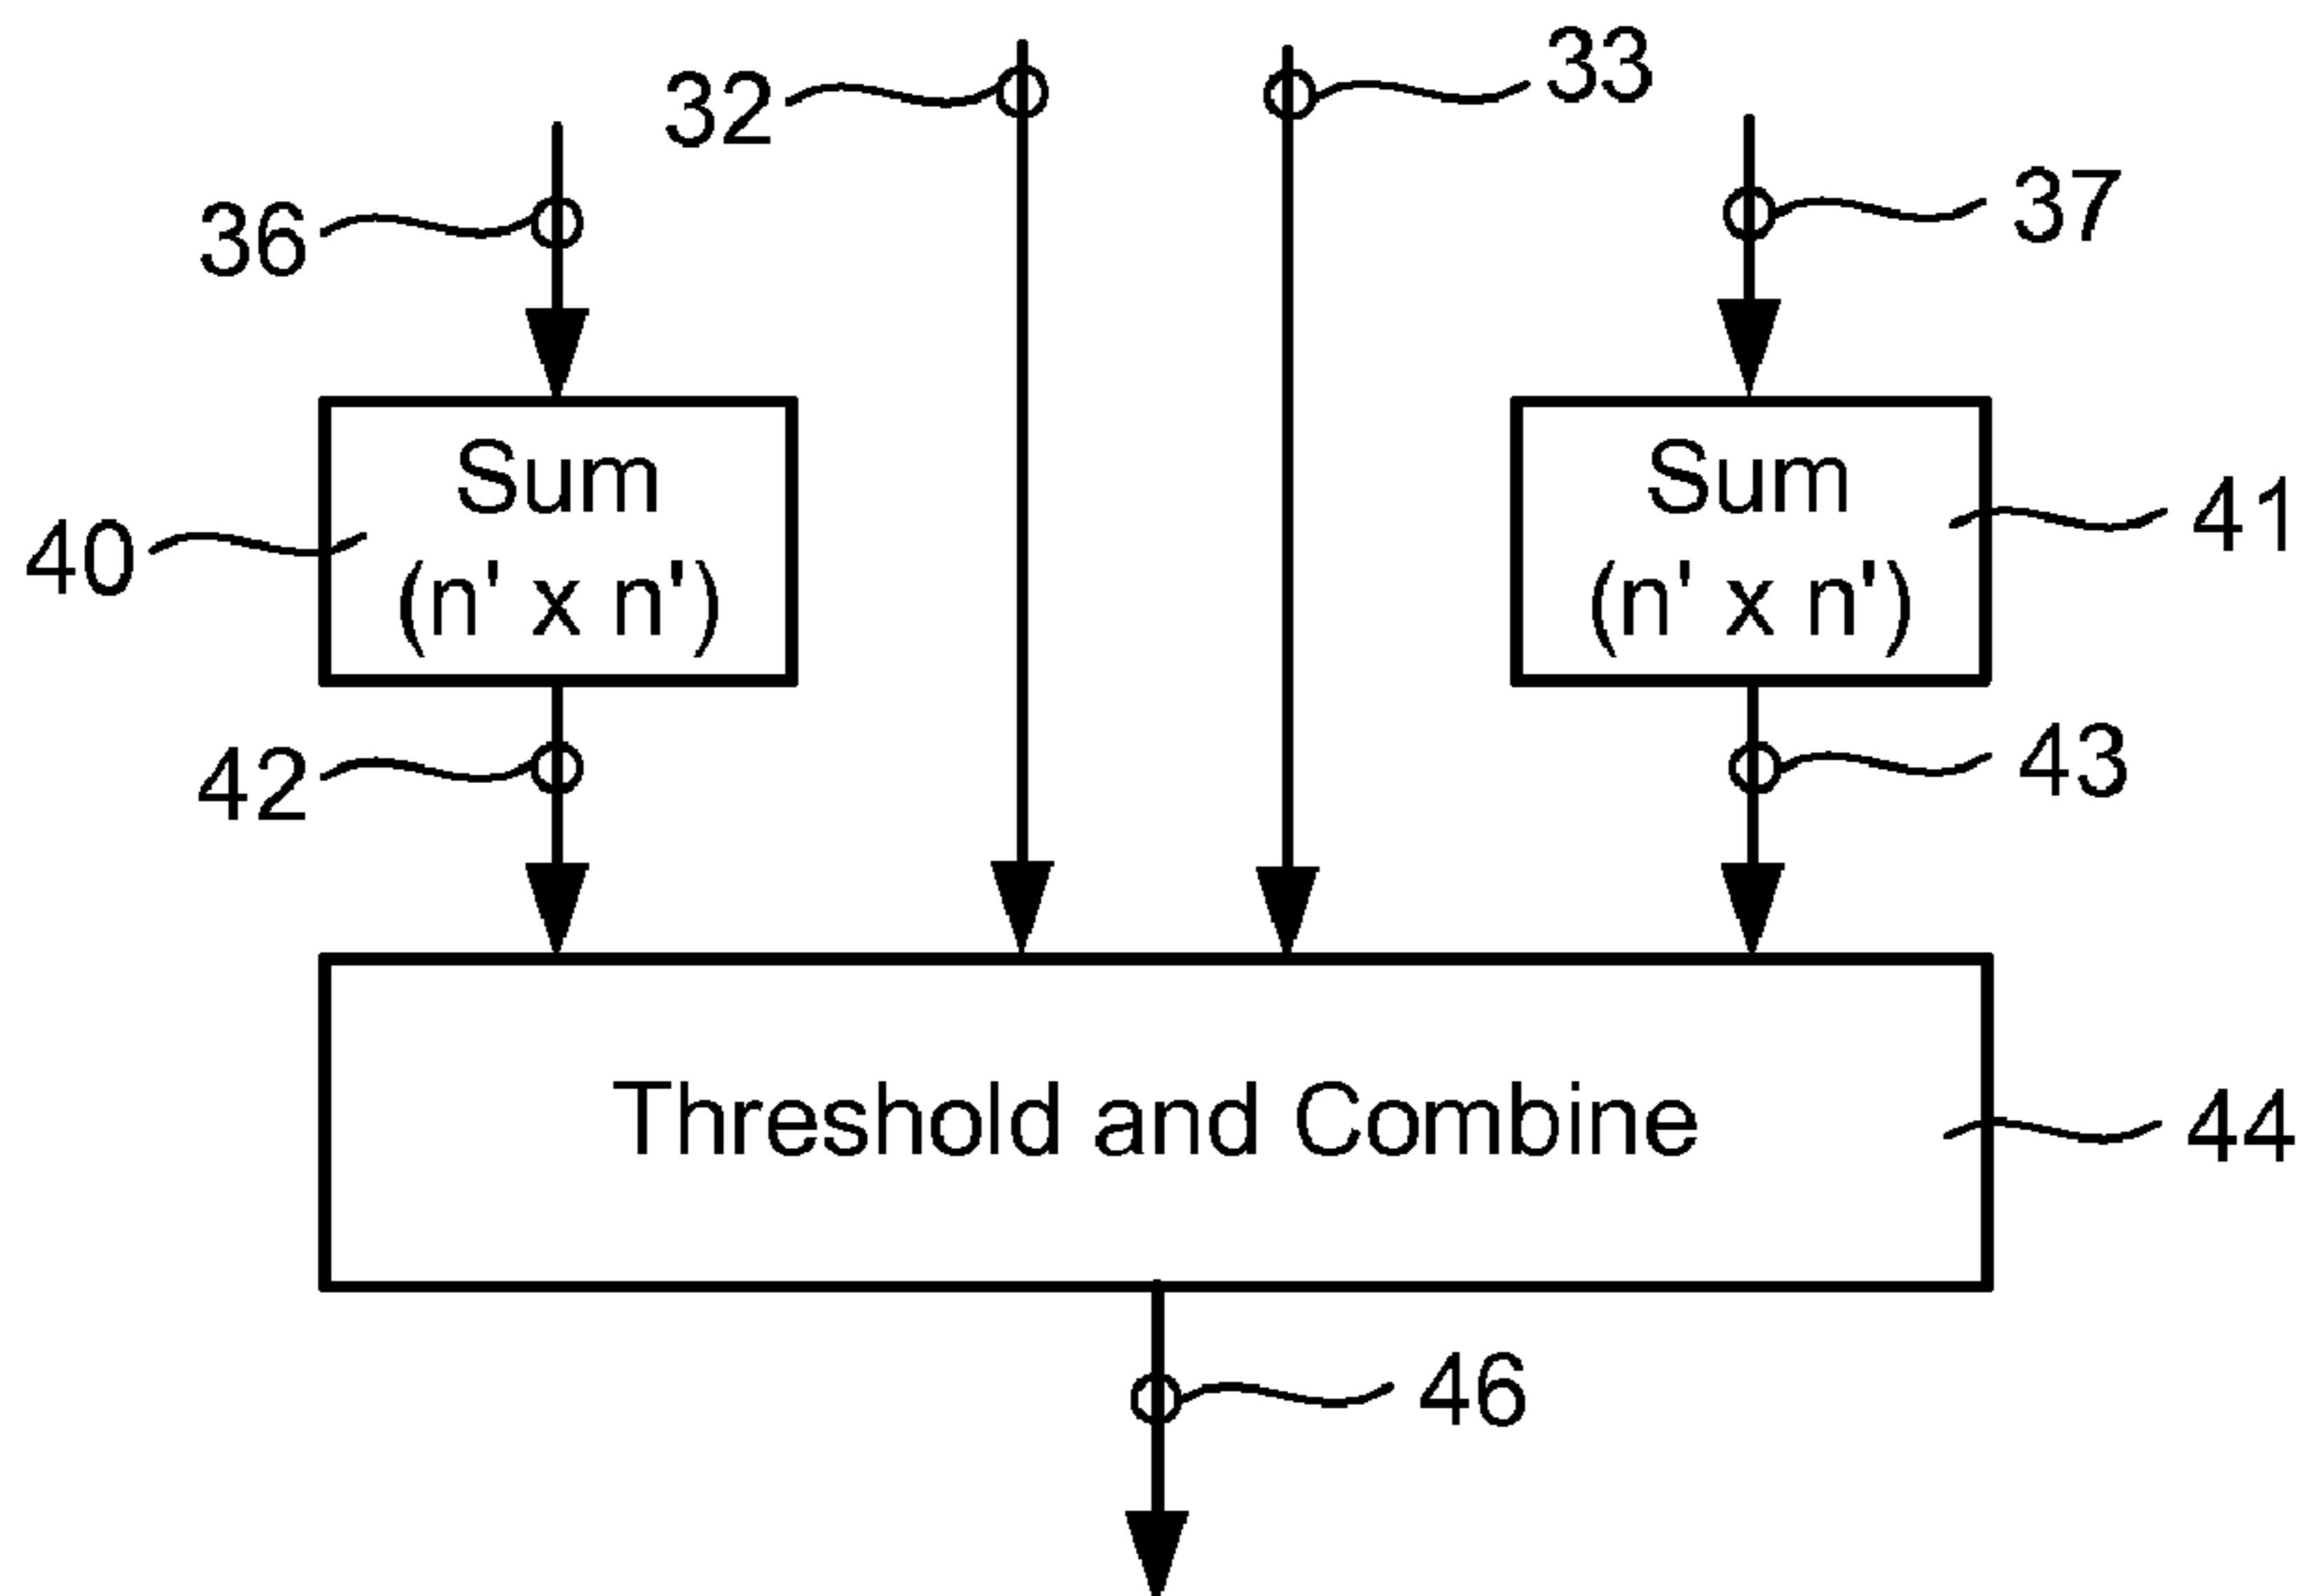 32
33
36
37
Sum
(n' x n')
40
Sum
(n' x n')
41
42
43
Threshold and Combine
44
46